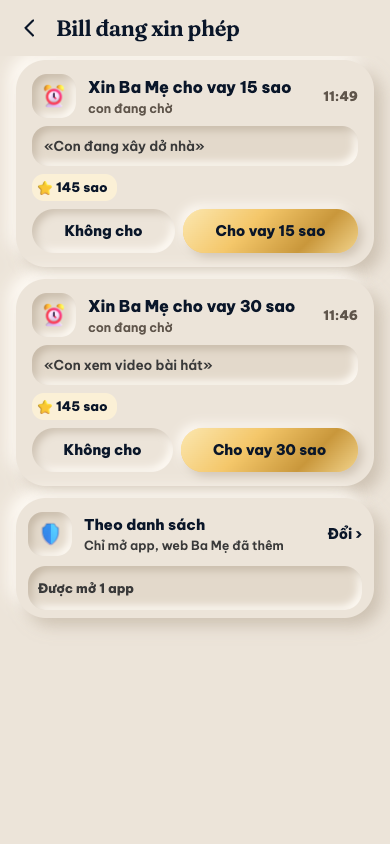 Bill đang xin phép
Xin Ba Mẹ cho vay 15 sao
11:49
con đang chờ
«Con đang xây dở nhà»
145 sao
Không cho
Cho vay 15 sao
Xin Ba Mẹ cho vay 30 sao
11:46
con đang chờ
«Con xem video bài hát»
145 sao
Không cho
Cho vay 30 sao
Theo danh sách
Đổi ›
Chỉ mở app, web Ba Mẹ đã thêm
Được mở 1 app